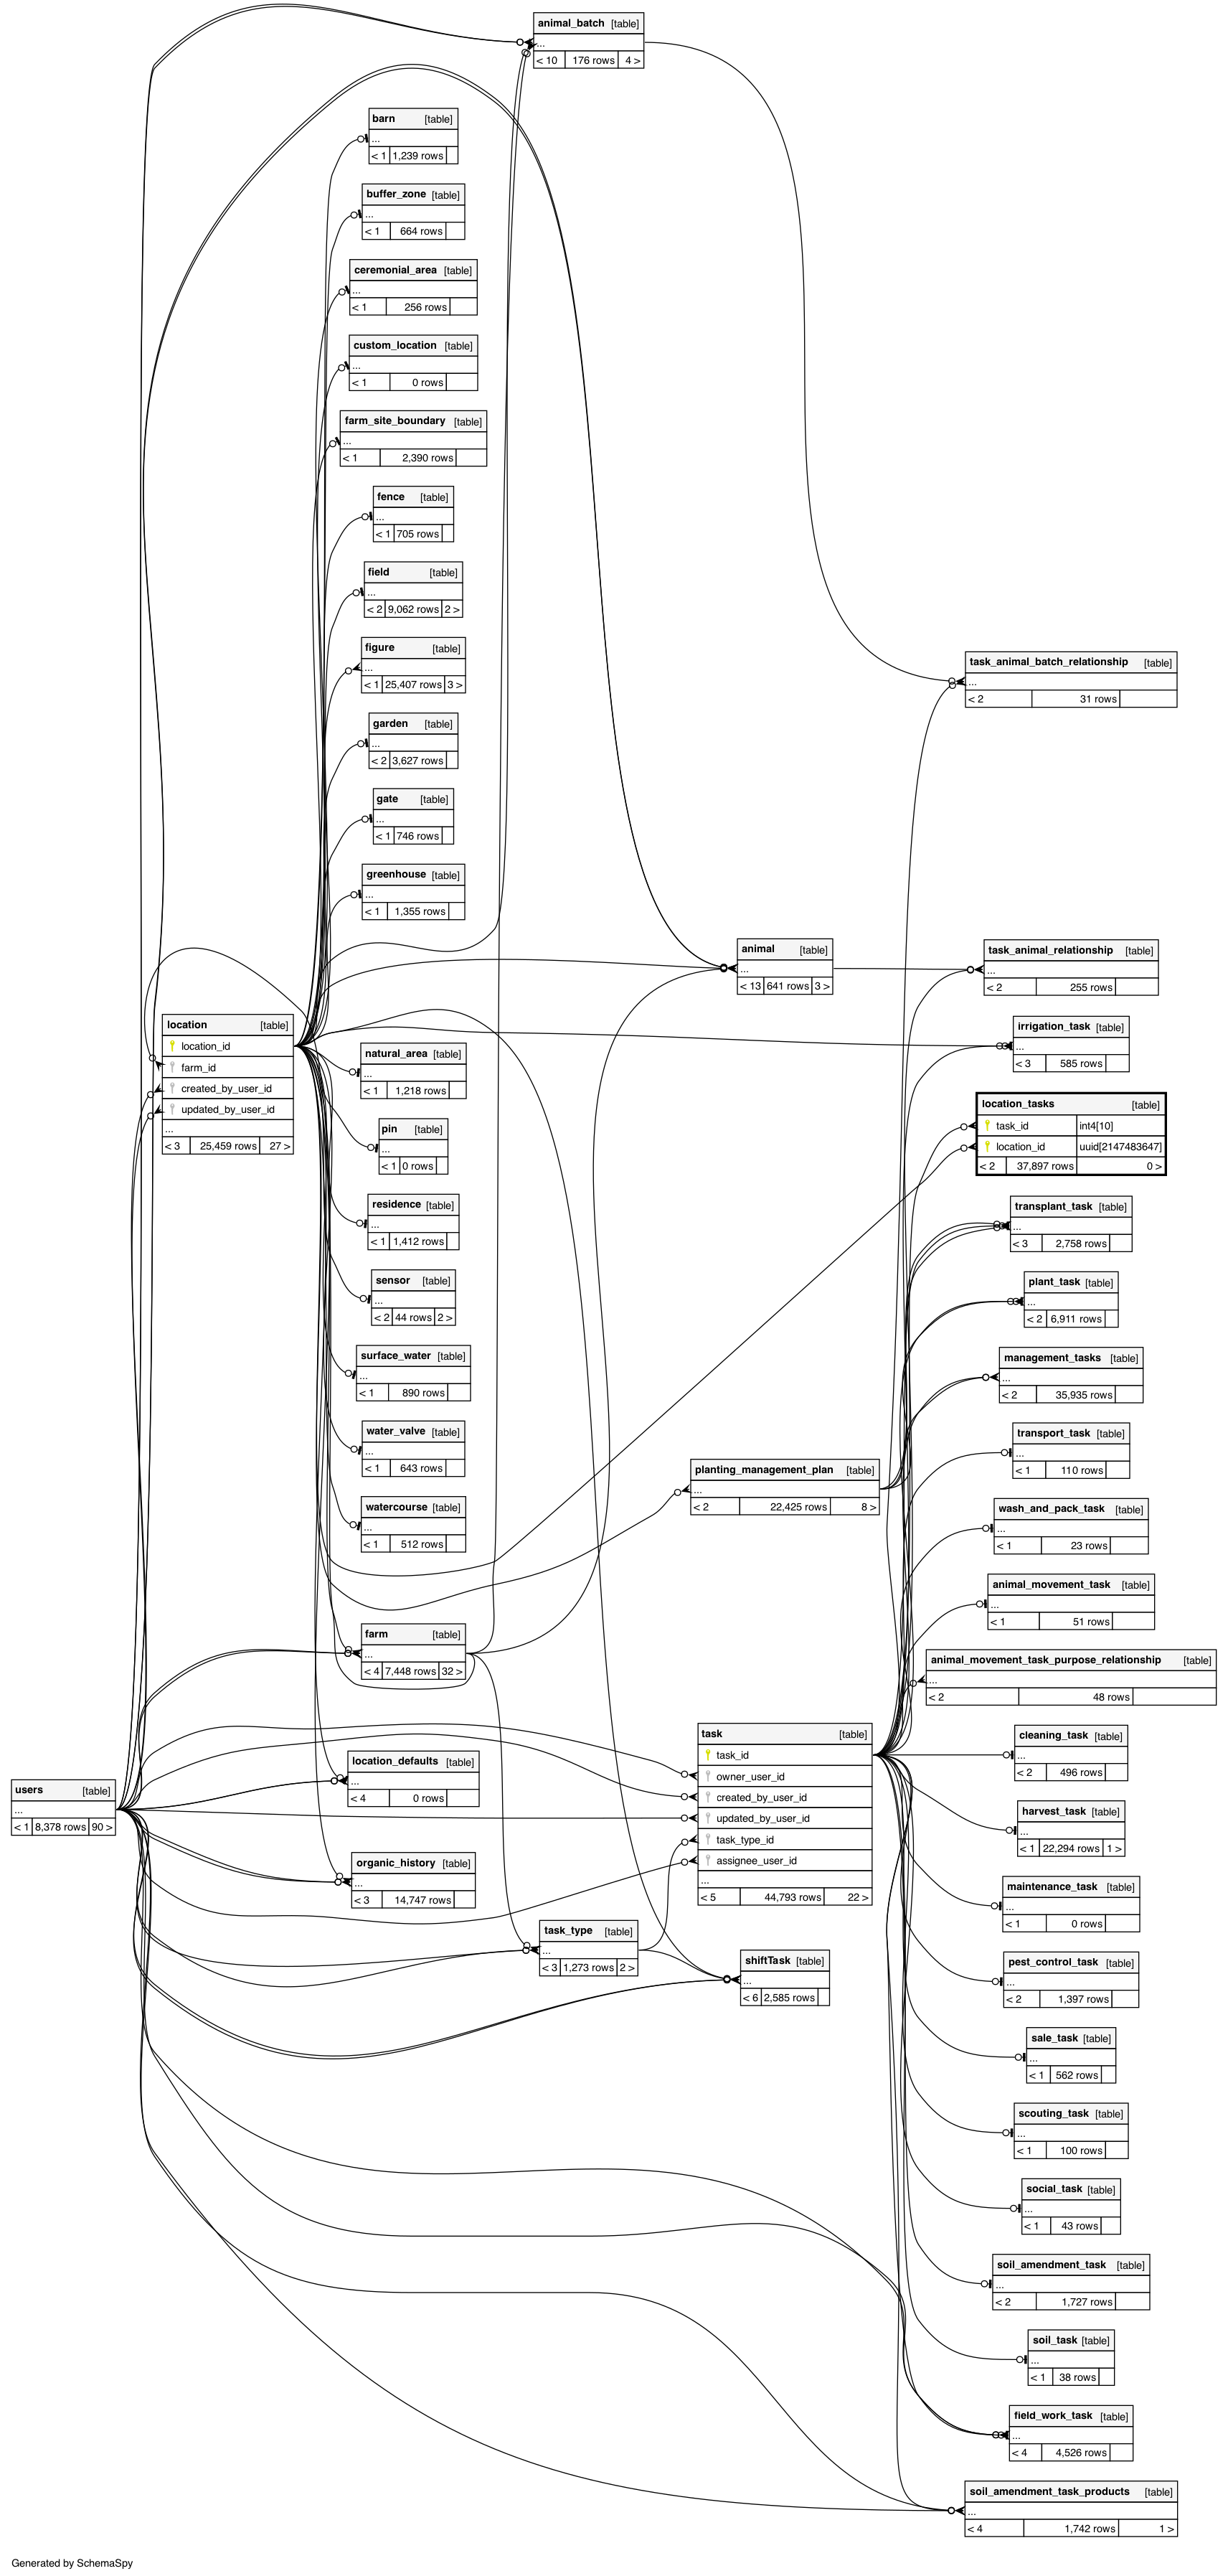 animal_batch [table]
...
< 10 176 rows 4 >
barn [table]
...
< 1 1,239 rows
buffer_zone [table]
...
< 1 664 rows
ceremonial_area [table]
...
< 1 256 rows
custom_location [table]
...
< 1 0 rows
farm_site_boundary [table]
...
< 1 2,390 rows
fence [table]
...
< 1 705 rows
field [table]
...
< 2 9,062 rows 2 >
figure [table]
...
< 1 25,407 rows 3 >
garden [table]
...
< 2 3,627 rows
gate [table]
...
< 1 746 rows
greenhouse [table]
...
< 1 1,355 rows
location [table]
location_id
farm_id
created_by_user_id
updated_by_user_id
...
< 3 25,459 rows 27 >
natural_area [table]
...
< 1 1,218 rows
pin [table]
...
< 1 0 rows
residence [table]
...
< 1 1,412 rows
sensor [table]
...
< 2 44 rows 2 >
surface_water [table]
...
< 1 890 rows
water_valve [table]
...
< 1 643 rows
watercourse [table]
...
< 1 512 rows
farm [table]
...
< 4 7,448 rows 32 >
location_defaults [table]
...
< 4 0 rows
users [table]
...
< 1 8,378 rows 90 >
organic_history [table]
...
< 3 14,747 rows
task_type [table]
...
< 3 1,273 rows 2 >
animal [table]
...
< 13 641 rows 3 >
planting_management_plan [table]
...
< 2 22,425 rows 8 >
task [table]
task_id
owner_user_id
created_by_user_id
updated_by_user_id
task_type_id
assignee_user_id
...
< 5 44,793 rows 22 >
shiftTask [table]
...
< 6 2,585 rows
task_animal_batch_relationship [table]
...
< 2 31 rows
task_animal_relationship [table]
...
< 2 255 rows
irrigation_task [table]
...
< 3 585 rows
location_tasks [table]
task_id int4[10]
location_id uuid[2147483647]
< 2 37,897 rows 0 >
transplant_task [table]
...
< 3 2,758 rows
plant_task [table]
...
< 2 6,911 rows
management_tasks [table]
...
< 2 35,935 rows
transport_task [table]
...
< 1 110 rows
wash_and_pack_task [table]
...
< 1 23 rows
animal_movement_task [table]
...
< 1 51 rows
animal_movement_task_purpose_relationship [table]
...
< 2 48 rows
cleaning_task [table]
...
< 2 496 rows
harvest_task [table]
...
< 1 22,294 rows 1 >
maintenance_task [table]
...
< 1 0 rows
pest_control_task [table]
...
< 2 1,397 rows
sale_task [table]
...
< 1 562 rows
scouting_task [table]
...
< 1 100 rows
social_task [table]
...
< 1 43 rows
soil_amendment_task [table]
...
< 2 1,727 rows
soil_task [table]
...
< 1 38 rows
field_work_task [table]
...
< 4 4,526 rows
soil_amendment_task_products [table]
...
< 4 1,742 rows 1 >
Generated by SchemaSpy